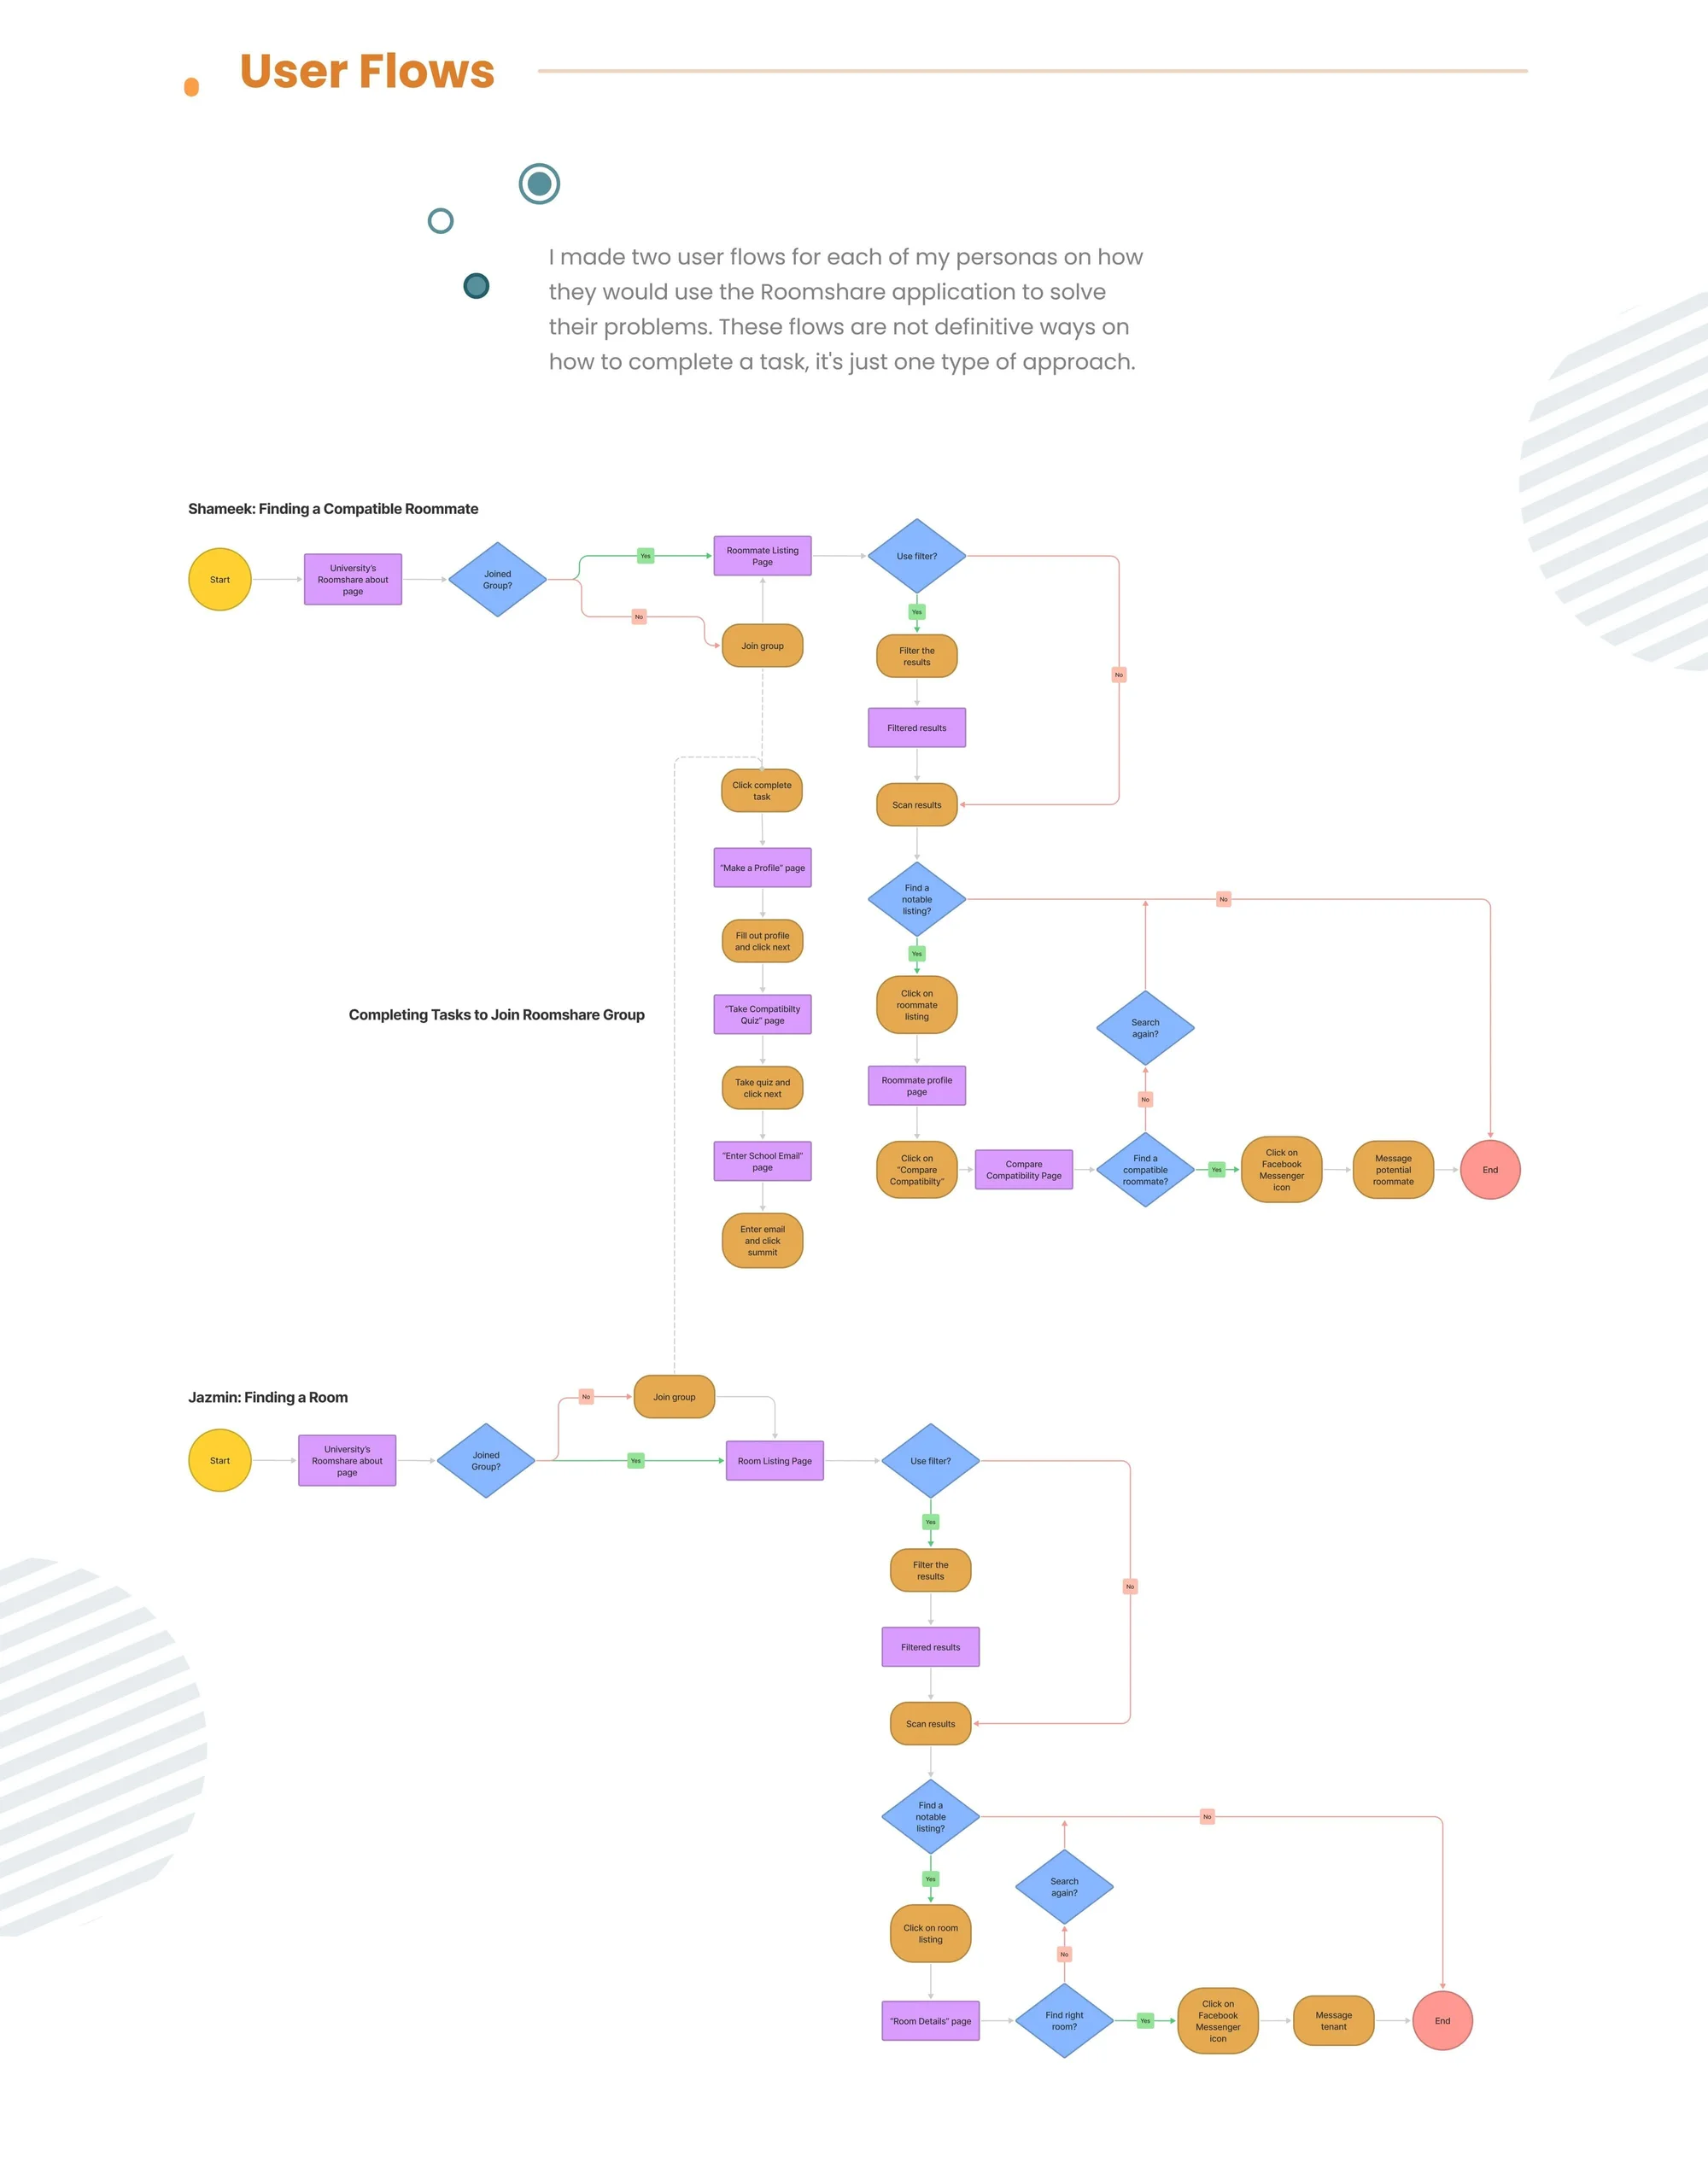 User Flows
I made two user flows for each of my personas on how
they would use the Roomshare application to solve
their problems. These flows are not definitive ways on
how to complete a task, it's just one type of approach.
Shameek: Finding a Compatible Roommate
Start
University's
Roomshare about
page
Joined
Group?
Yes
No
Roommate Listing
Page
Join group
Use filter?
Yes
No
Filter the
results
Filtered results
Scan results
Find a
notable
listing?
Yes
No
Click on
roommate
listing
Roommate profile
page
Click on
"Compare
Compatibilty"
Compare
Compatibility Page
Find a
compatible
roommate?
No
Search
again?
Yes
Click on
Facebook
Messenger
icon
Message
potential
roommate
End
Completing Tasks to Join Roomshare Group
Click complete
task
"Make a Profile" page
Fill out profile
and click next
"Take Compatibilty
Quiz" page
Take quiz and
click next
"Enter School Email"
page
Enter email
and click
summit
Jazmin: Finding a Room
Start
University's
Roomshare about
page
Joined
Group?
No
Join group
Yes
Room Listing Page
Use filter?
Yes
No
Filter the
results
Filtered results
Scan results
Find a
notable
listing?
Yes
No
Click on room
listing
"Room Details" page
Find right
room?
No
Search
again?
Yes
Click on
Facebook
Messenger
icon
Message
tenant
End